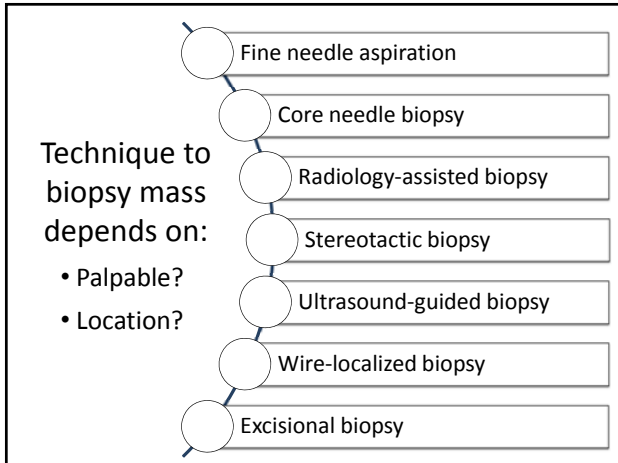 Technique to
biopsy mass
depends on:
• Palpable?
• Location?
Fine needle aspiration
Core needle biopsy
Radiology-assisted biopsy
Stereotactic biopsy
Ultrasound-guided biopsy
Wire-localized biopsy
Excisional biopsy